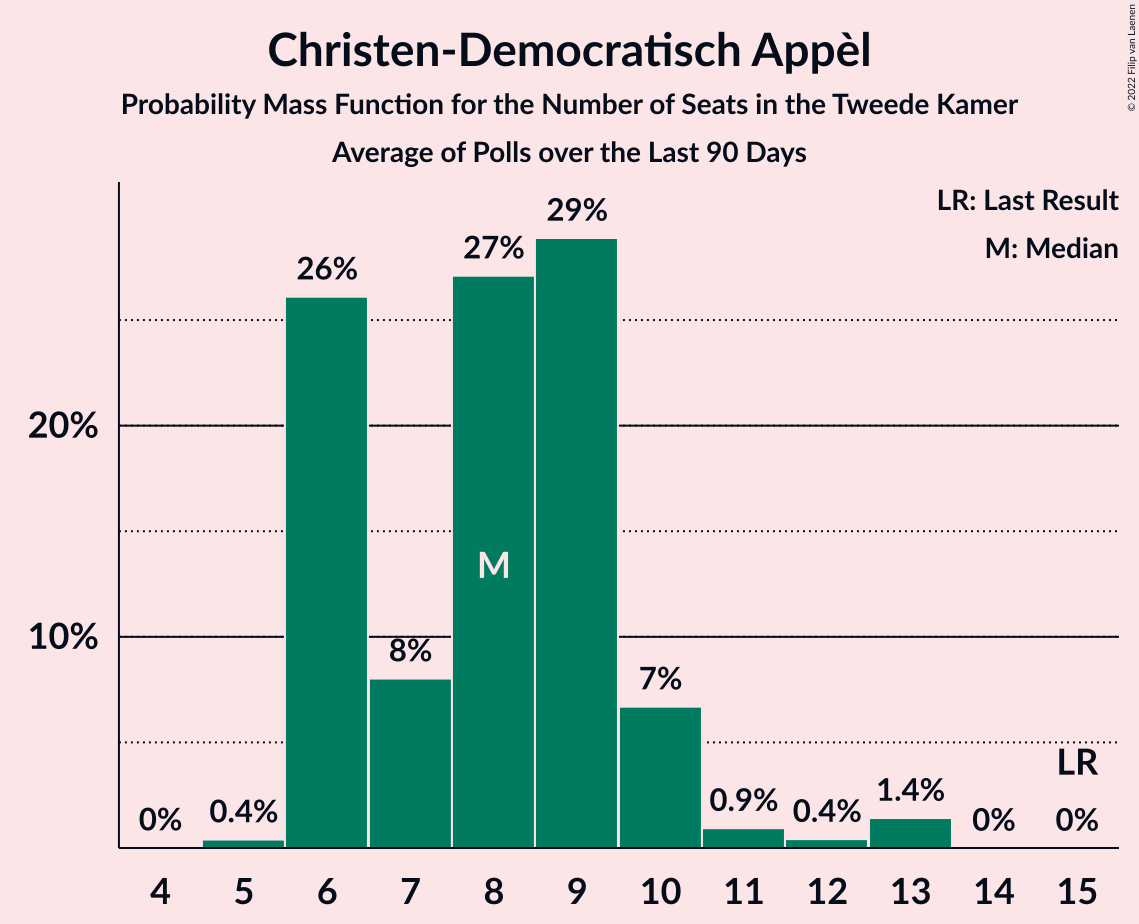 Christen-Democratisch Appèl
Probability Mass Function for the Number of Seats in the Tweede Kamer
Average of Polls over the Last 90 Days
© 2022 Filip van Laenen
LR: Last Result
M: Median
29%
27%
26%
20%
M
10%
8%
7%
LR
1.4%
0.9%
0.4%
0.4%
0%
0%
0%
4 5 6 7 8 9 10 11 12 13 14 15